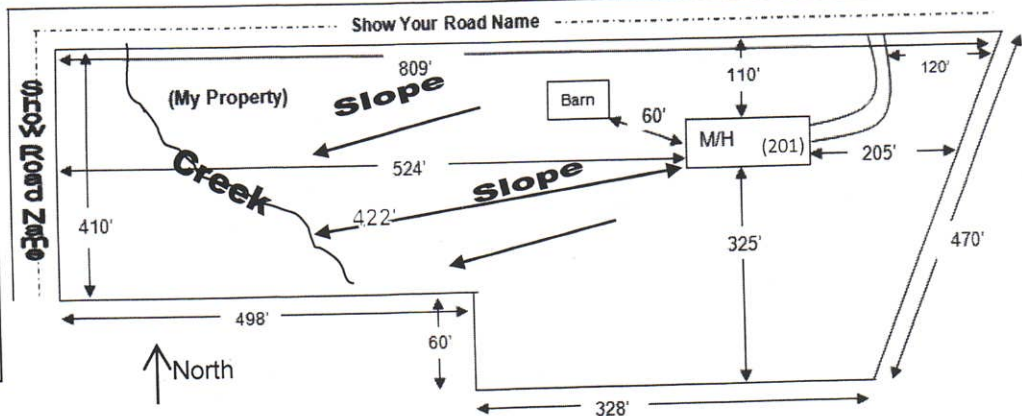 Show Your Road Name
809'
110'
120'
Show Road Name
(My Property)
Slope
Barn
60'
M/H
(201)
205'
524'
Creek
Slope
422'
410'
325'
470'
498'
60'
North
328'